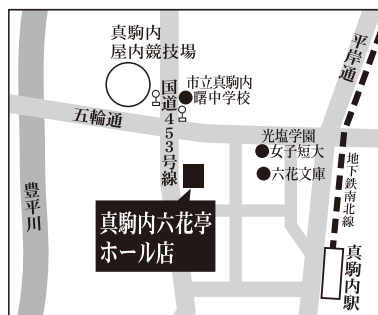 真駒内
屋内競技場
国道453号線
市立真駒内
曙中学校
平岸通
五輪通
光塩学園
女子短大
六花文庫
地下鉄南北線
豊平川
真駒内六花亭
ホール店
真駒内駅